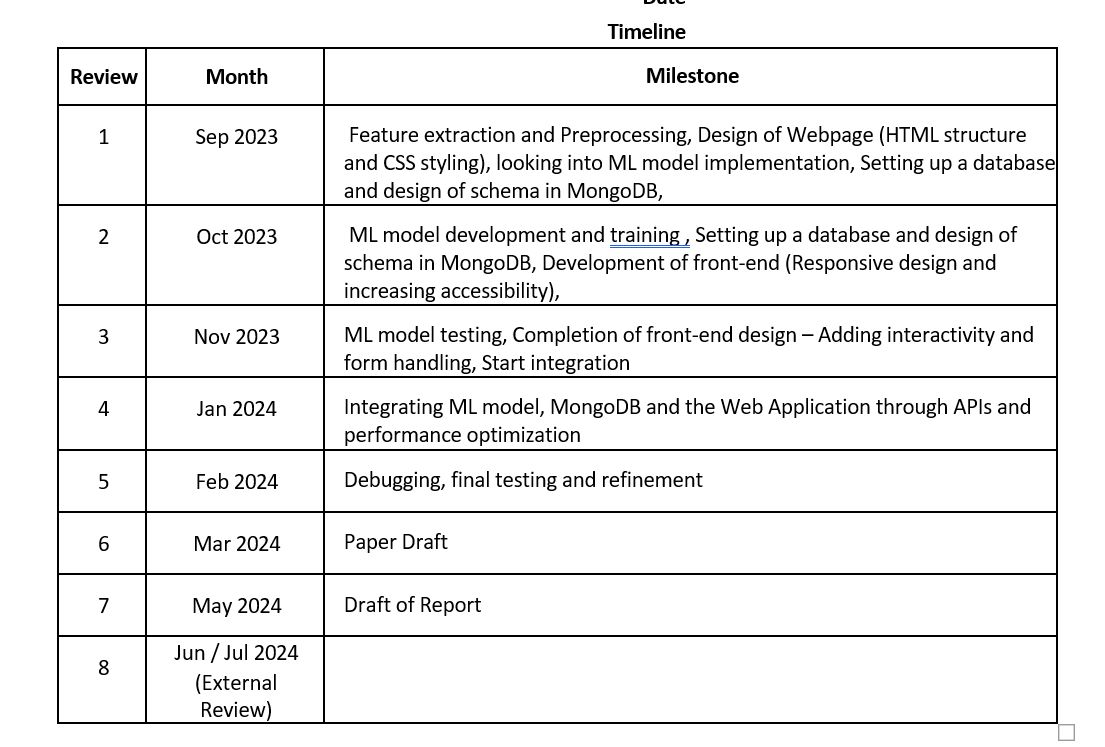 Date
Timeline
Review Month Milestone
1 Sep 2023 Feature extraction and Preprocessing, Design of Webpage (HTML structure
and CSS styling), looking into ML model implementation, Setting up a database
and design of schema in MongoDB,
2 Oct 2023 ML model development and training , Setting up a database and design of
schema in MongoDB, Development of front-end (Responsive design and
increasing accessibility),
3 Nov 2023 ML model testing, Completion of front-end design – Adding interactivity and
form handling, Start integration
4 Jan 2024 Integrating ML model, MongoDB and the Web Application through APIs and
performance optimization
5 Feb 2024 Debugging, final testing and refinement
6 Mar 2024 Paper Draft
7 May 2024 Draft of Report
8 Jun / Jul 2024
(External
Review)